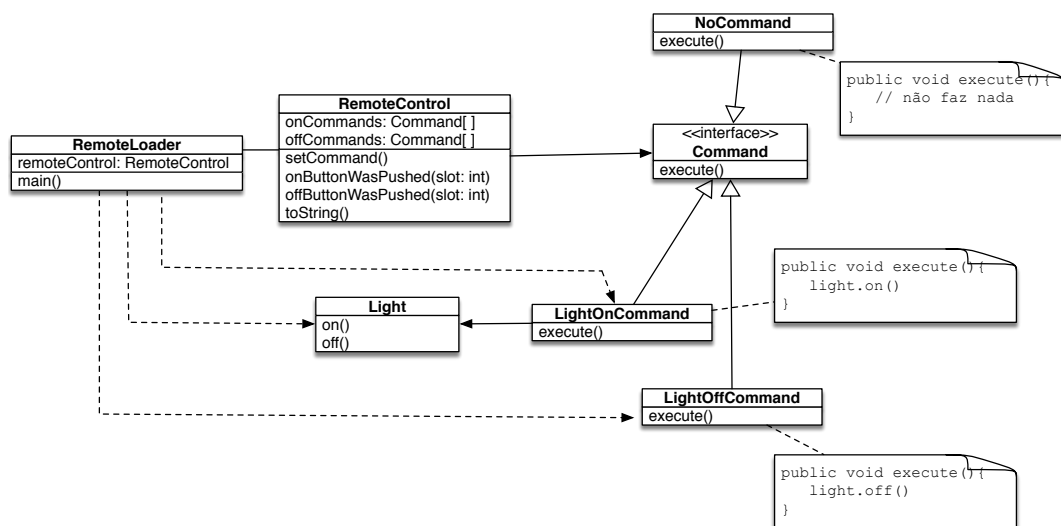 NoCommand
execute()
public void execute(){
// não faz nada
}
RemoteControl
onCommands: Command[ ]
offCommands: Command[ ]
setCommand()
onButtonWasPushed(slot: int)
offButtonWasPushed(slot: int)
toString()
<<interface>>
Command
execute()
RemoteLoader
remoteControl: RemoteControl
main()
public void execute(){
light.on()
}
Light
on()
off()
LightOnCommand
execute()
LightOffCommand
execute()
public void execute(){
light.off()
}